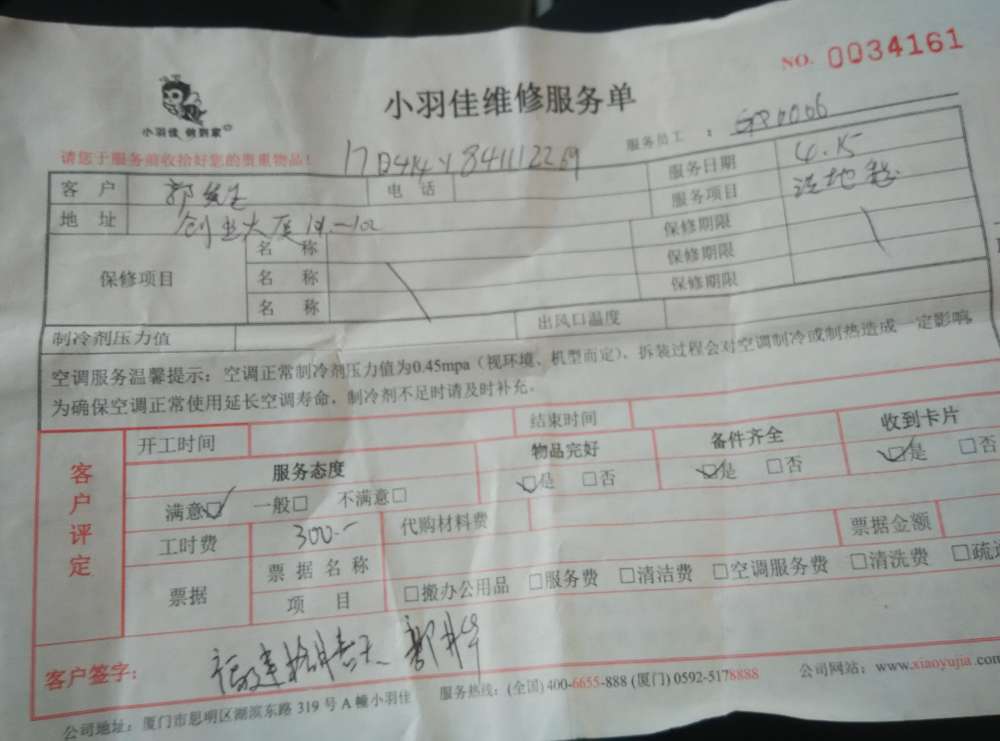 NO. 0034161
小羽佳维修服务单
小羽佳 做到家
请您于服务前收拾好您的贵重物品！
服务员工：
客户 郭 电话 服务日期 4.15
地址 创业大厦 服务项目 洗地毯
保修项目 名称 保修期限
名称 保修期限
名称 保修期限
制冷剂压力值 出风口温度
空调服务温馨提示：空调正常制冷剂压力值为0.45mpa（视环境、机型而定），拆装过程会对空调制冷或制热造成一定影响，
为确保空调正常使用延长空调寿命，制冷剂不足时请及时补充。
客户评定
开工时间 结束时间
服务态度 物品完好 备件齐全 收到卡片
满意☑ 一般□ 不满意□ ☑是 □否 ☑是 □否 ☑是 □否
工时费 300.- 代购材料费 票据金额
票据 票据名称
项目 □搬办公用品 □服务费 □清洁费 □空调服务费 □清洗费 □疏
客户签字：福建
公司地址：厦门市思明区湖滨东路 319 号 A 幢小羽佳 服务热线：(全国) 400-6655-888 (厦门) 0592-5178888 公司网站：www.xiaoyujia.com